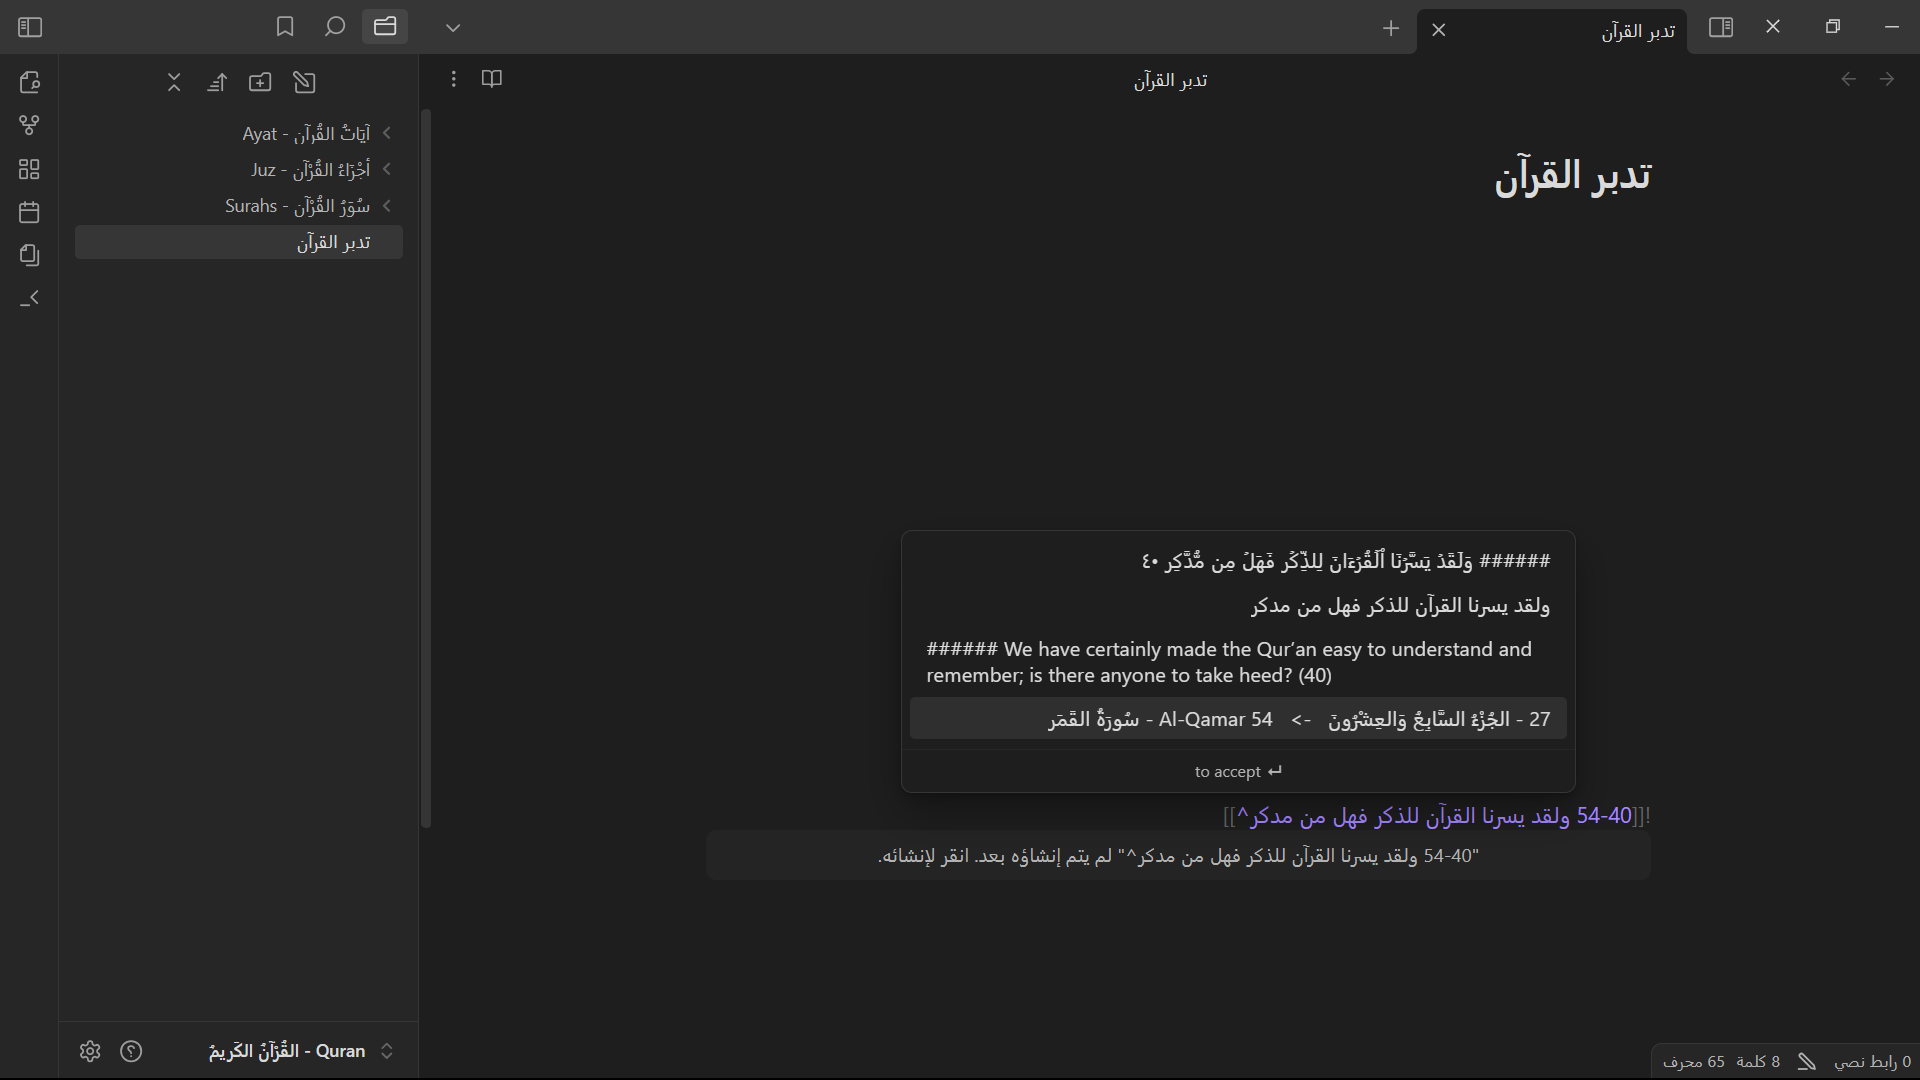 تدبر القرآن
تدبر القرآن
آيَاتُ القُرآن - Ayat
أجْزَاءُ القُرْآن - Juz
سُوَرُ القُرْآن - Surahs
تدبر القرآن
تدبر القرآن
###### وَلَقَدۡ يَسَّرۡنَا ٱلۡقُرۡءَانَ لِلذِّكۡرِ فَهَلۡ مِن مُّدَّكِرٖ ٤٠
ولقد يسرنا القرآن للذكر فهل من مدكر
###### We have certainly made the Qur’an easy to understand and
remember; is there anyone to take heed? (40)
27 - الجُزْءُ السَّابِعُ وَالعِشْرُونَ <- 54 Al-Qamar - سُورَةُ القَمَر
to accept ↵
![[54-40 ولقد يسرنا القرآن للذكر فهل من مدكر^]]
"54-40 ولقد يسرنا القرآن للذكر فهل من مدكر^" لم يتم إنشاؤه بعد. انقر لإنشائه.
القُرْآنُ الكَريمُ - Quran
0 رابط نصي 8 كلمة 65 محرف